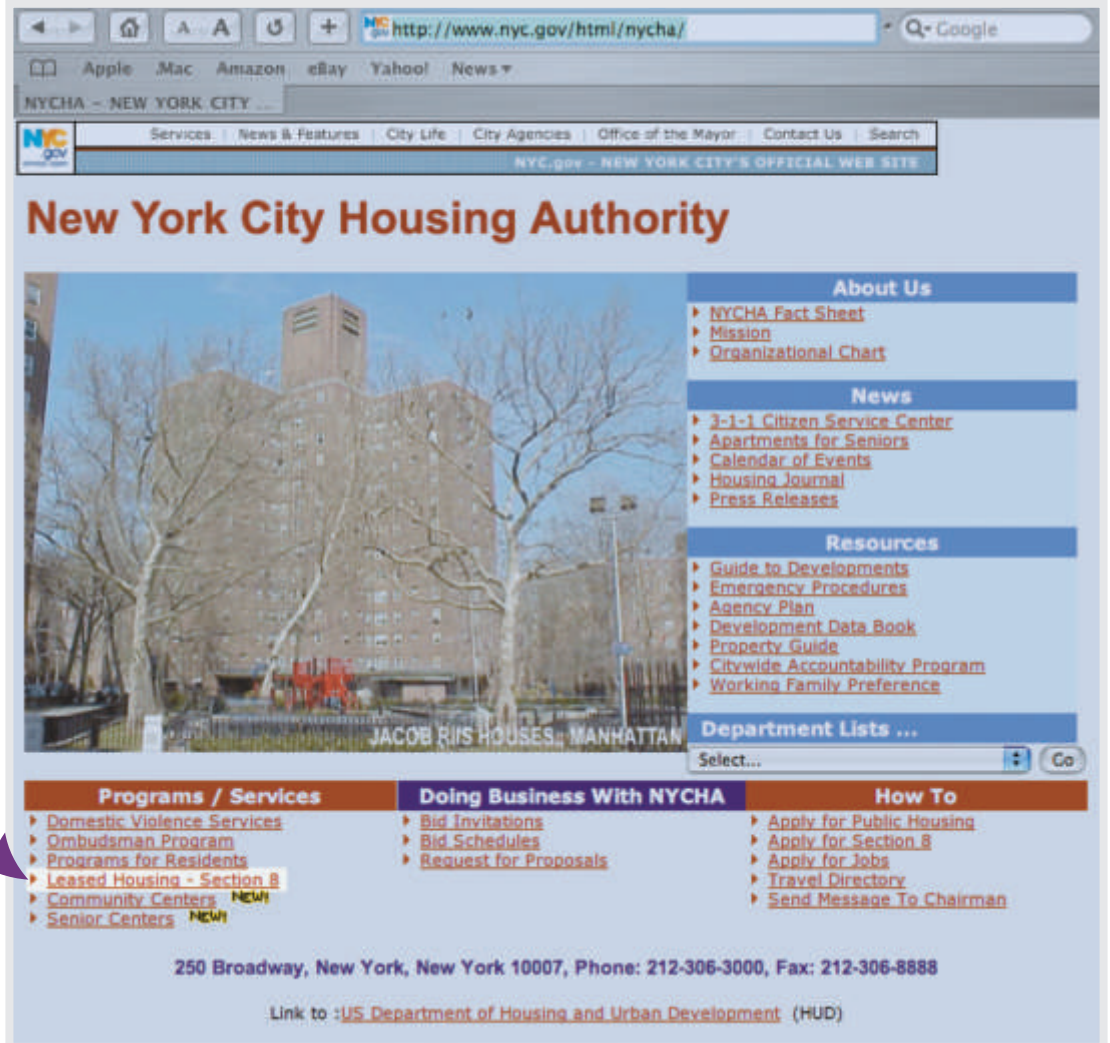 A A + NYC http://www.nyc.gov/html/nycha/ Q Google
Apple .Mac Amazon eBay Yahoo! News
NYCHA - NEW YORK CITY ...
NYC Services | News & Features | City Life | City Agencies | Office of the Mayor | Contact Us | Search
.gov NYC.gov - NEW YORK CITY'S OFFICIAL WEB SITE
New York City Housing Authority
JACOB RIIS HOUSES, MANHATTAN
About Us
NYCHA Fact Sheet
Mission
Organizational Chart
News
3-1-1 Citizen Service Center
Apartments for Seniors
Calendar of Events
Housing Journal
Press Releases
Resources
Guide to Developments
Emergency Procedures
Agency Plan
Development Data Book
Property Guide
Citywide Accountability Program
Working Family Preference
Department Lists ...
Select... Go
Programs / Services
Domestic Violence Services
Ombudsman Program
Programs for Residents
Leased Housing - Section 8
Community Centers NEW!
Senior Centers NEW!
Doing Business With NYCHA
Bid Invitations
Bid Schedules
Request for Proposals
How To
Apply for Public Housing
Apply for Section 8
Apply for Jobs
Travel Directory
Send Message To Chairman
250 Broadway, New York, New York 10007, Phone: 212-306-3000, Fax: 212-306-8888
Link to :US Department of Housing and Urban Development (HUD)